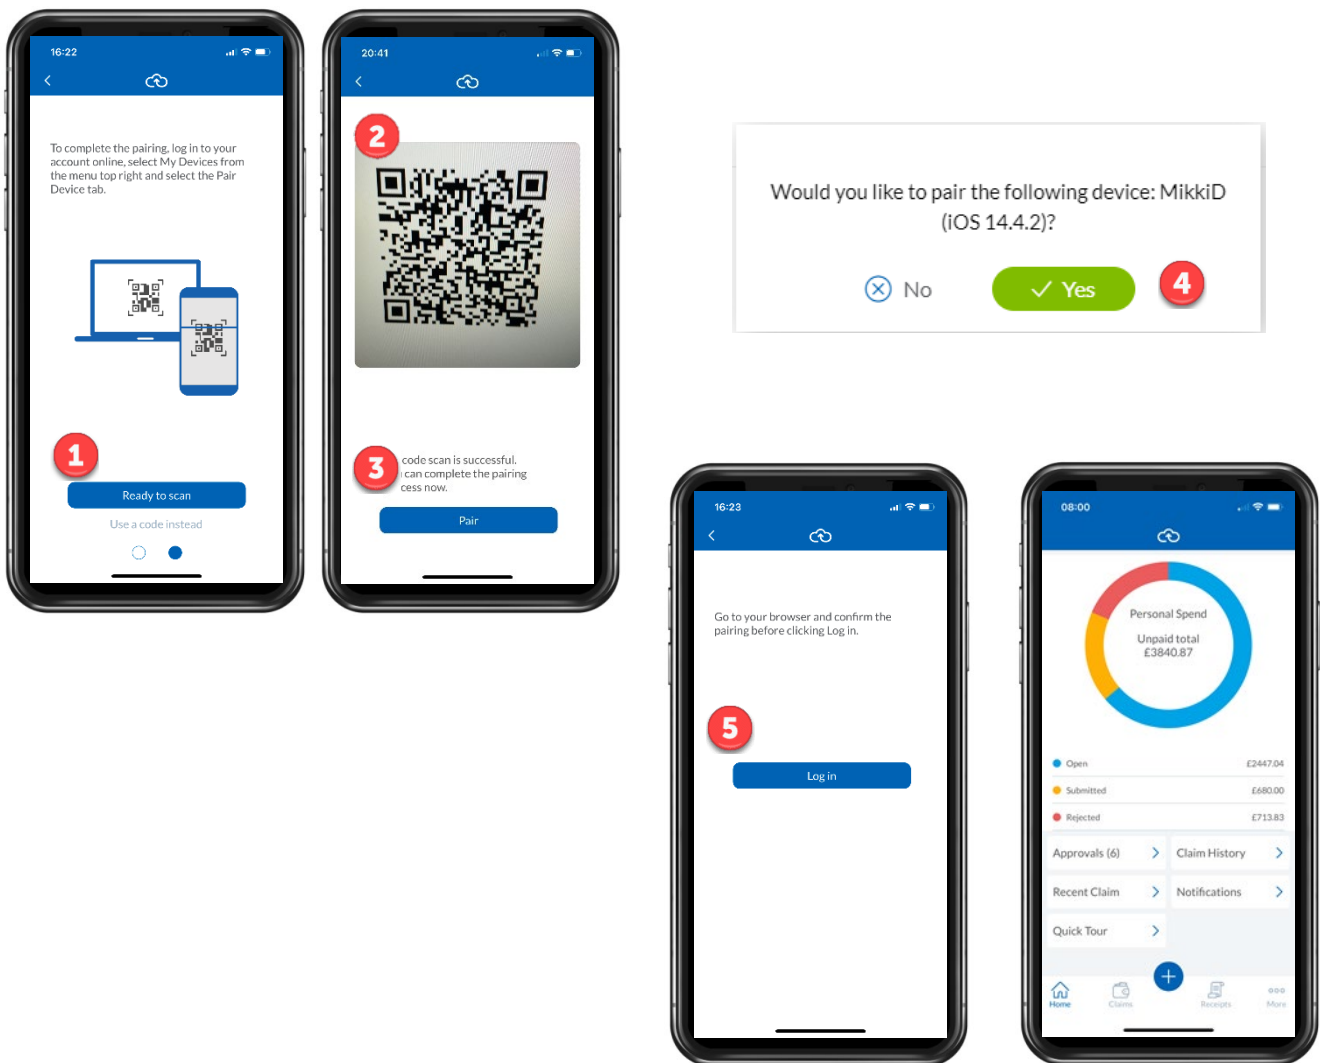 16:22
To complete the pairing, log in to your
account online, select My Devices from
the menu top right and select the Pair
Device tab.
1
Ready to scan
Use a code instead
20:41
2
3
code scan is successful.
can complete the pairing
cess now.
Pair
Would you like to pair the following device: MikkiD
(iOS 14.4.2)?
No
Yes
4
16:23
Go to your browser and confirm the
pairing before clicking Log in.
5
Log in
08:00
Personal Spend
Unpaid total
£3840.87
Open £2447.04
Submitted £680.00
Rejected £713.83
Approvals (6) Claim History
Recent Claim Notifications
Quick Tour
Home Claims Receipts More